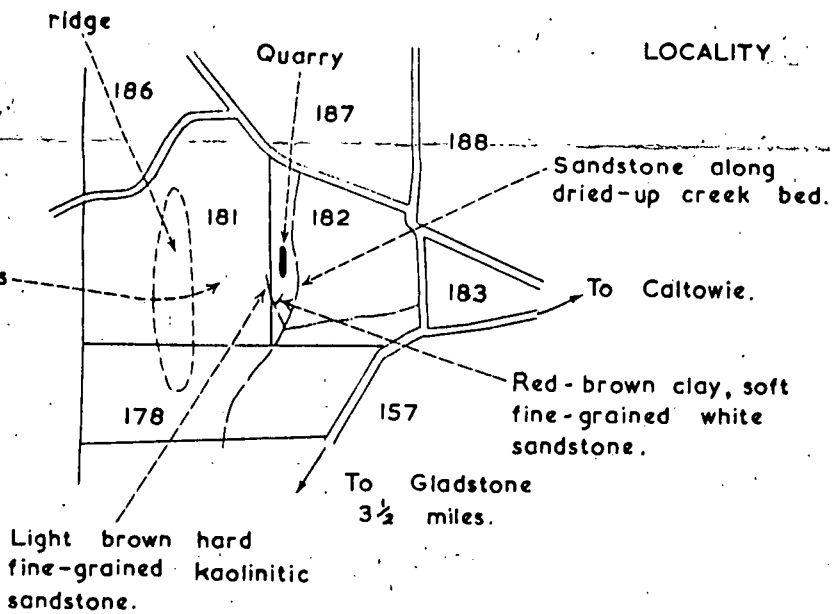 ridge
Quarry
LOCALITY
186
187
188
Sandstone along
dried-up creek bed.
181
182
s
183
To Caltowie.
Red-brown clay, soft
fine-grained white
sandstone.
178
157
To Gladstone
3½ miles.
Light brown hard
fine-grained kaolinitic
sandstone.